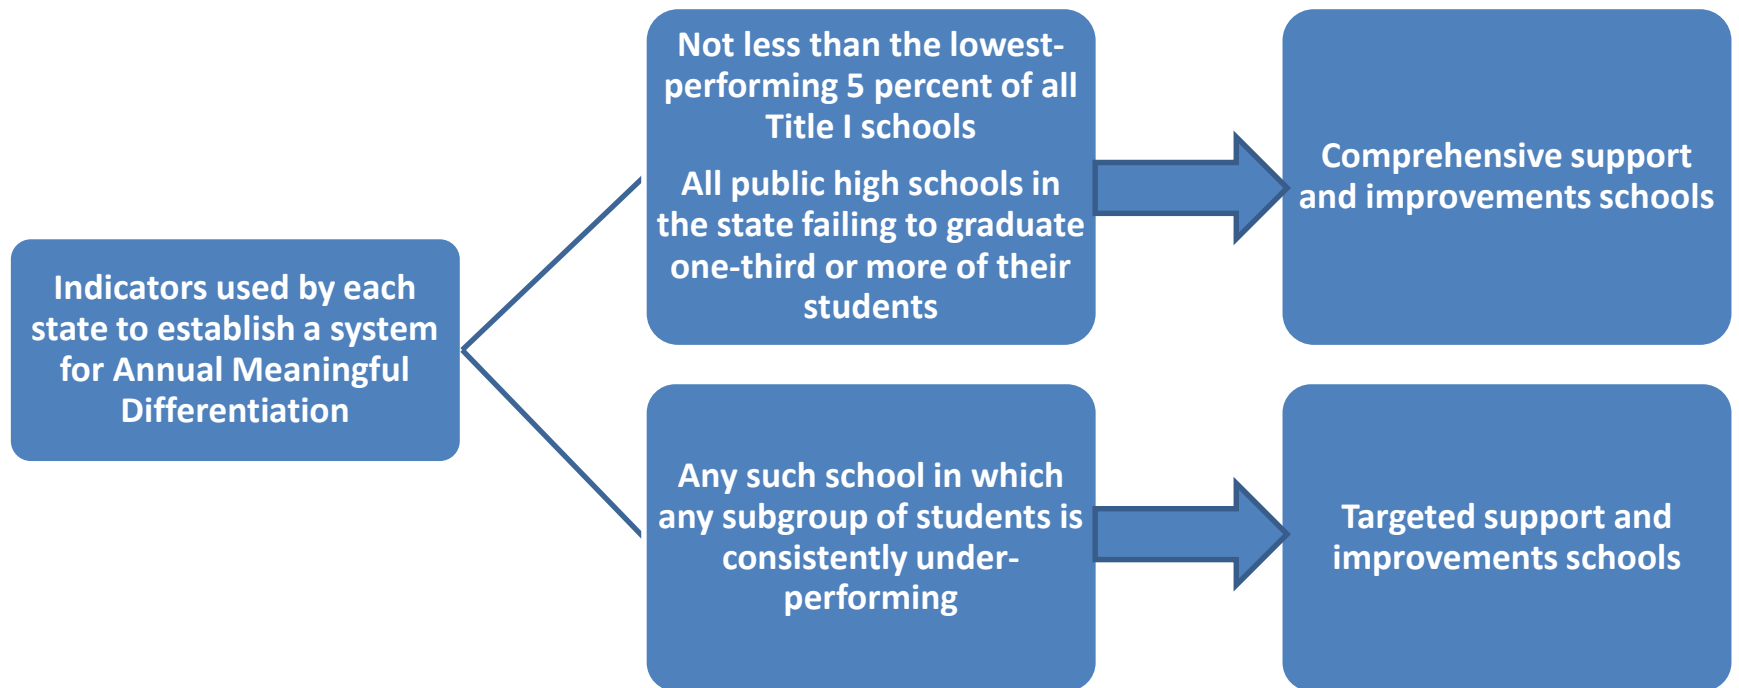 Indicators used by each
state to establish a system
for Annual Meaningful
Differentiation
Not less than the lowest-
performing 5 percent of all
Title I schools
All public high schools in
the state failing to graduate
one-third or more of their
students
Comprehensive support
and improvements schools
Any such school in which
any subgroup of students is
consistently under-
performing
Targeted support and
improvements schools